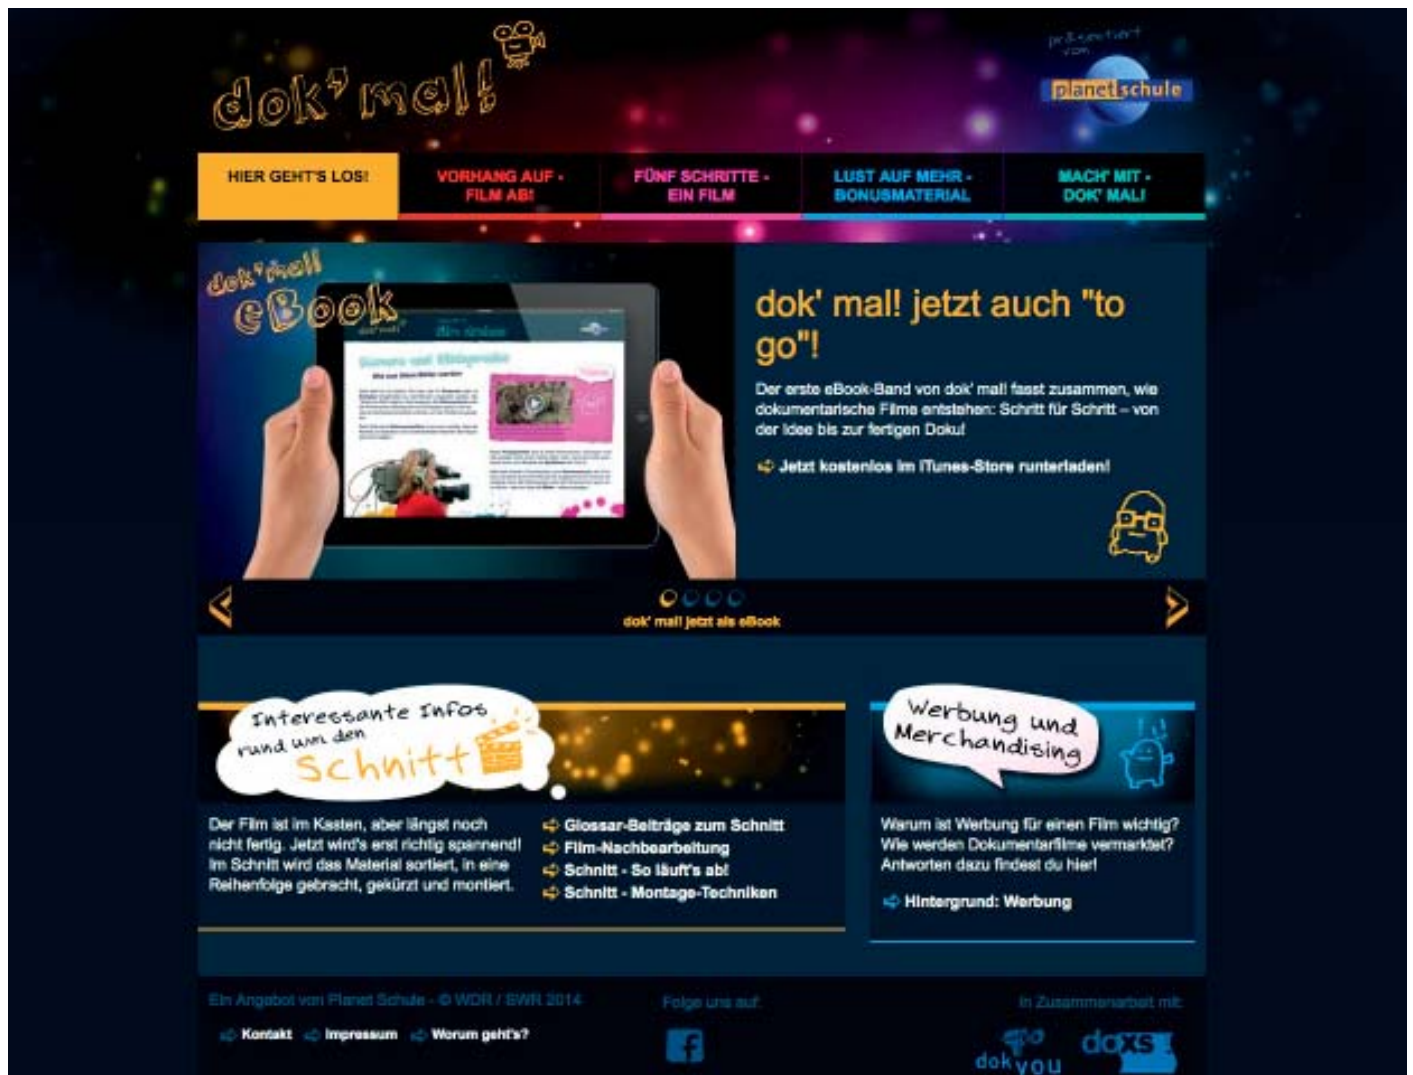 dok' mal!
präsentiert
von
planet schule
HIER GEHT'S LOS!
VORHANG AUF -
FILM AB!
FÜNF SCHRITTE -
EIN FILM
LUST AUF MEHR -
BONUSMATERIAL
MACH' MIT -
DOK' MAL!
dok' mal!
eBook
dok' mal! jetzt auch "to
go"!
Der erste eBook-Band von dok' mal! fasst zusammen, wie
dokumentarische Filme entstehen: Schritt für Schritt – von
der Idee bis zur fertigen Doku!
Jetzt kostenlos im iTunes-Store runterladen!
dok' mal! jetzt als eBook
Interessante Infos
rund um den
Schnitt
Der Film ist im Kasten, aber längst noch
nicht fertig. Jetzt wird's erst richtig spannend!
Im Schnitt wird das Material sortiert, in eine
Reihenfolge gebracht, gekürzt und montiert.
Glossar-Beiträge zum Schnitt
Film-Nachbearbeitung
Schnitt - So läuft's ab!
Schnitt - Montage-Techniken
Werbung und
Merchandising
Warum ist Werbung für einen Film wichtig?
Wie werden Dokumentarfilme vermarktet?
Antworten dazu findest du hier!
Hintergrund: Werbung
Ein Angebot von Planet Schule - © WDR / SWR 2014
Kontakt Impressum Worum geht's?
Folge uns auf:
f
In Zusammenarbeit mit:
dok you
doxs!